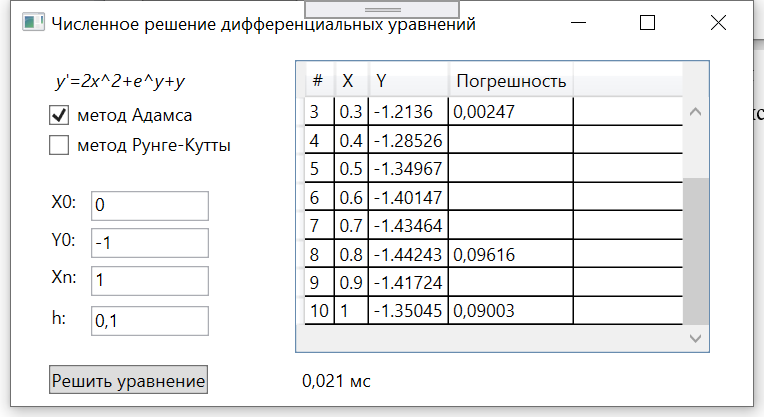 Численное решение дифференциальных уравнений
y'=2x^2+e^y+y
метод Адамса
метод Рунге-Кутты
X0: 0
Y0: -1
Xn: 1
h: 0,1
Решить уравнение
# X Y Погрешность
3 0.3 -1.2136 0,00247
4 0.4 -1.28526
5 0.5 -1.34967
6 0.6 -1.40147
7 0.7 -1.43464
8 0.8 -1.44243 0,09616
9 0.9 -1.41724
10 1 -1.35045 0,09003
0,021 мс